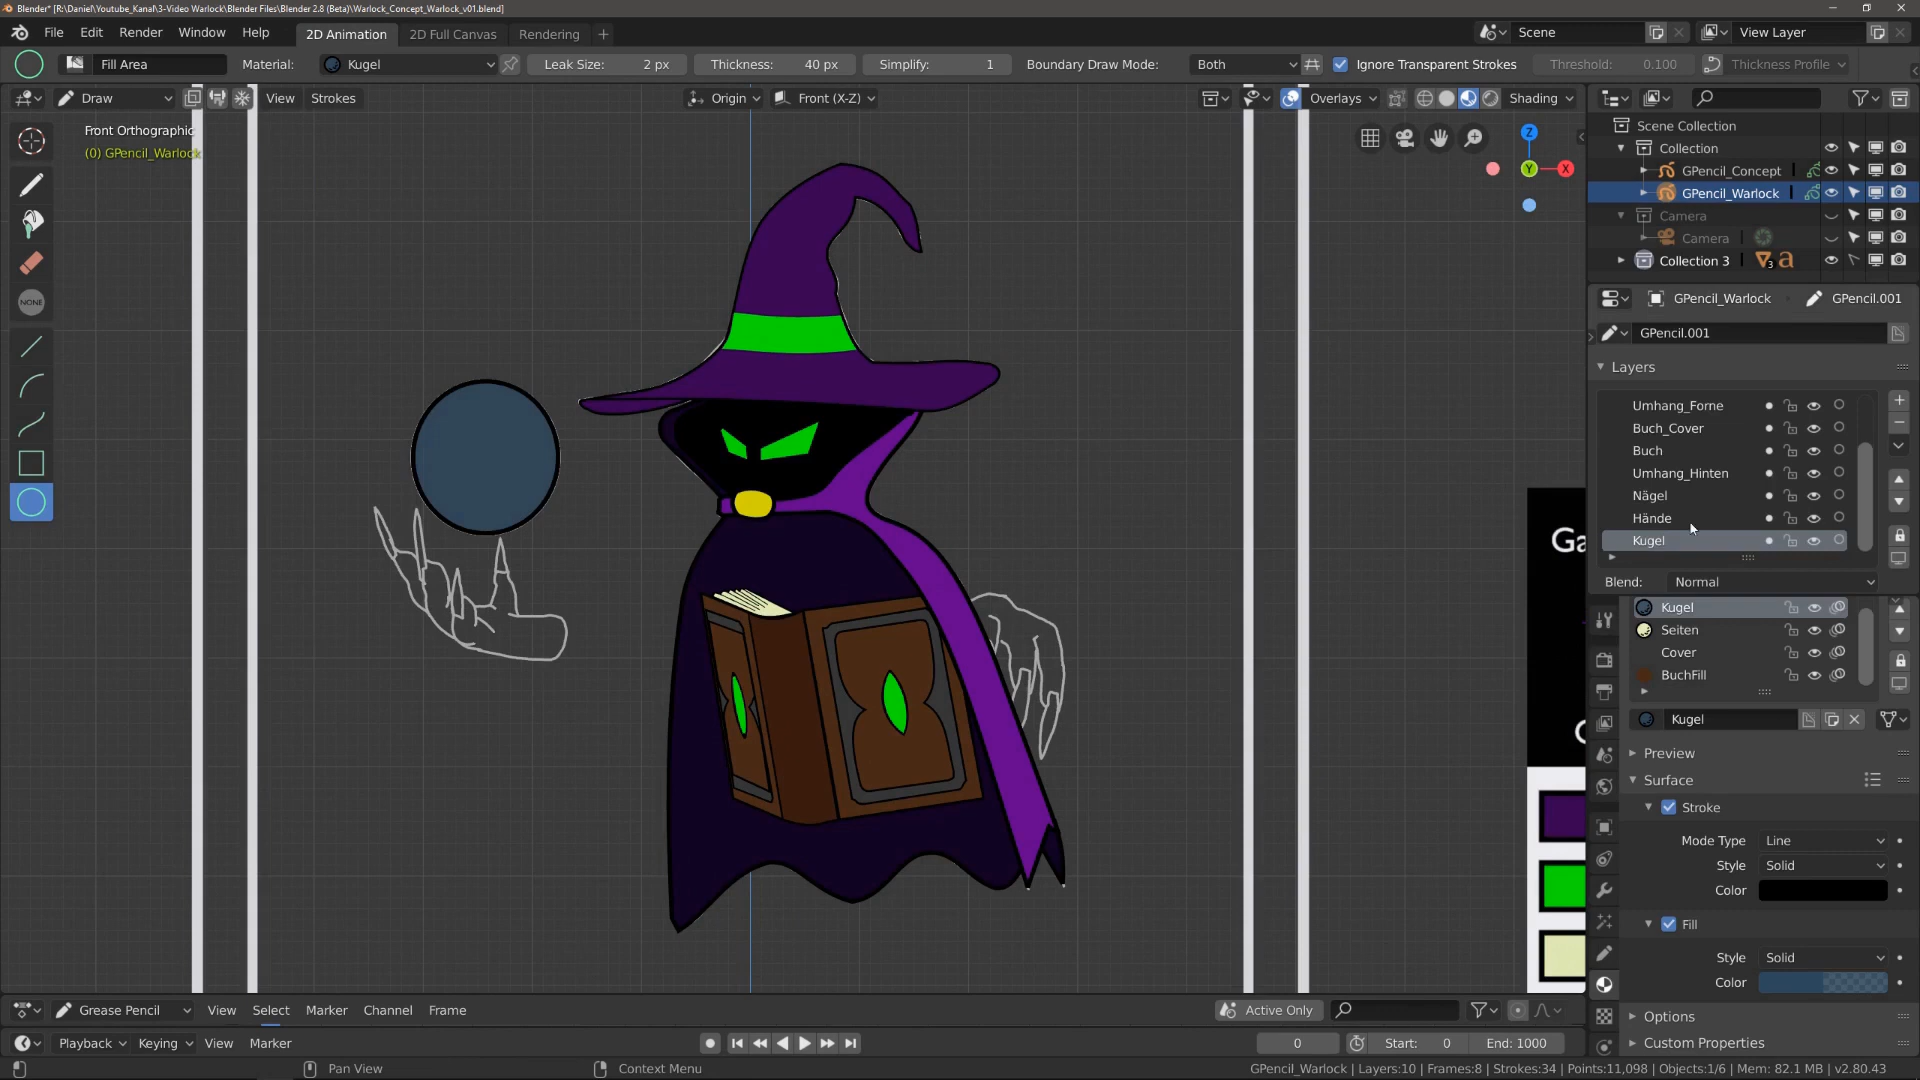 Blender* [R:\Daniel\Youtube_Kanal\3-Video Warlock\Blender Files\Blender 2.8 (Beta)\Warlock_Concept_Warlock_v01.blend]
File Edit Render Window Help 2D Animation 2D Full Canvas Rendering + Scene View Layer
Fill Area Material: Kugel Leak Size: 2 px Thickness: 40 px Simplify: 1 Boundary Draw Mode: Both Ignore Transparent Strokes Threshold: 0.100 Thickness Profile
Draw View Strokes Origin Front (X-Z) Overlays Shading
Front Orthographic
(0) GPencil_Warlock
NONE
Z
Y
X
Ga
Scene Collection
Collection
GPencil_Concept
GPencil_Warlock
Camera
Camera
Collection 3 3 a
GPencil_Warlock GPencil.001
GPencil.001
Layers
Umhang_Forne
Buch_Cover
Buch
Umhang_Hinten
Nägel
Hände
Kugel
Blend: Normal
Kugel
Seiten
Cover
BuchFill
Kugel
Preview
Surface
Stroke
Mode Type Line
Style Solid
Color
Fill
Style Solid
Color
Options
Custom Properties
Grease Pencil View Select Marker Channel Frame Active Only
Playback Keying View Marker 0 Start: 0 End: 1000
Pan View Context Menu GPencil_Warlock | Layers:10 | Frames:8 | Strokes:34 | Points:11,098 | Objects:1/6 | Mem: 82.1 MB | v2.80.43